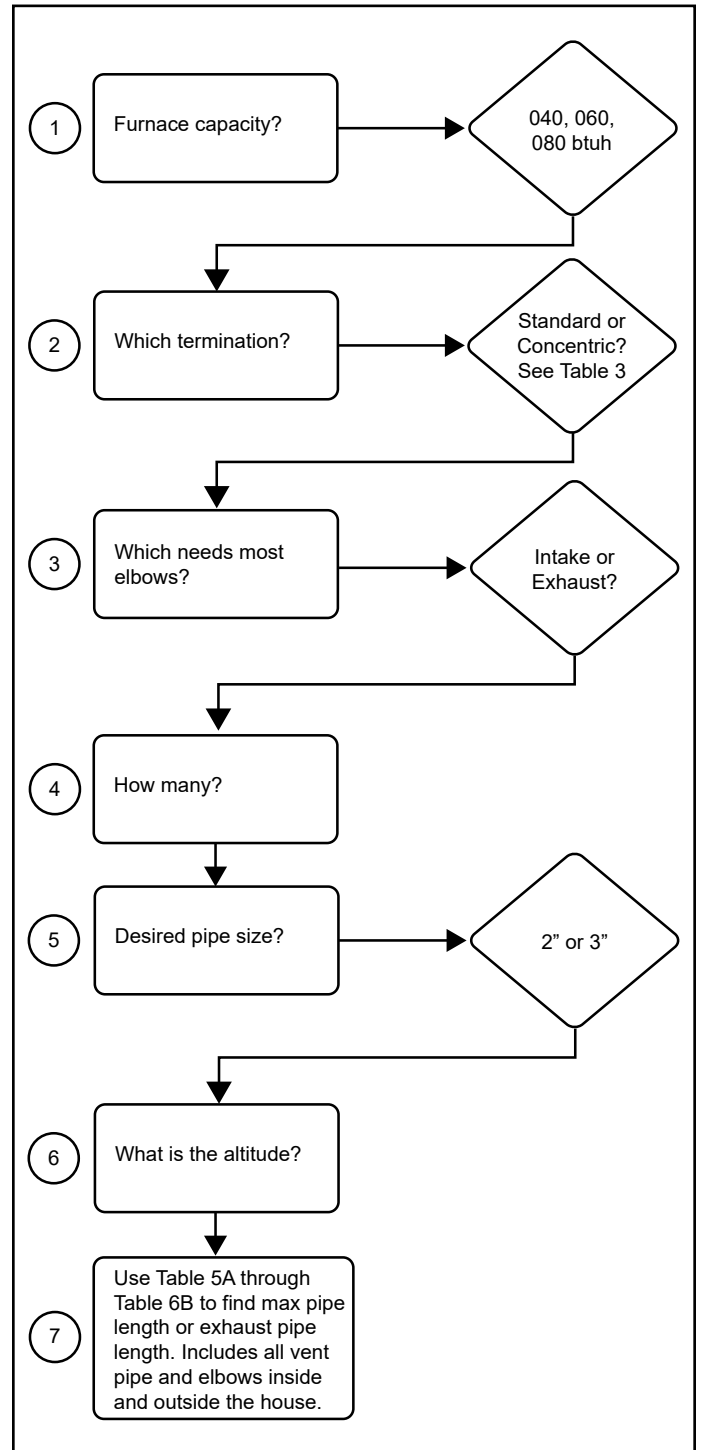 1
Furnace capacity?
040, 060,
080 btuh
2
Which termination?
Standard or
Concentric?
See Table 3
3
Which needs most
elbows?
Intake or
Exhaust?
4
How many?
5
Desired pipe size?
2” or 3”
6
What is the altitude?
7
Use Table 5A through
Table 6B to find max pipe
length or exhaust pipe
length. Includes all vent
pipe and elbows inside
and outside the house.